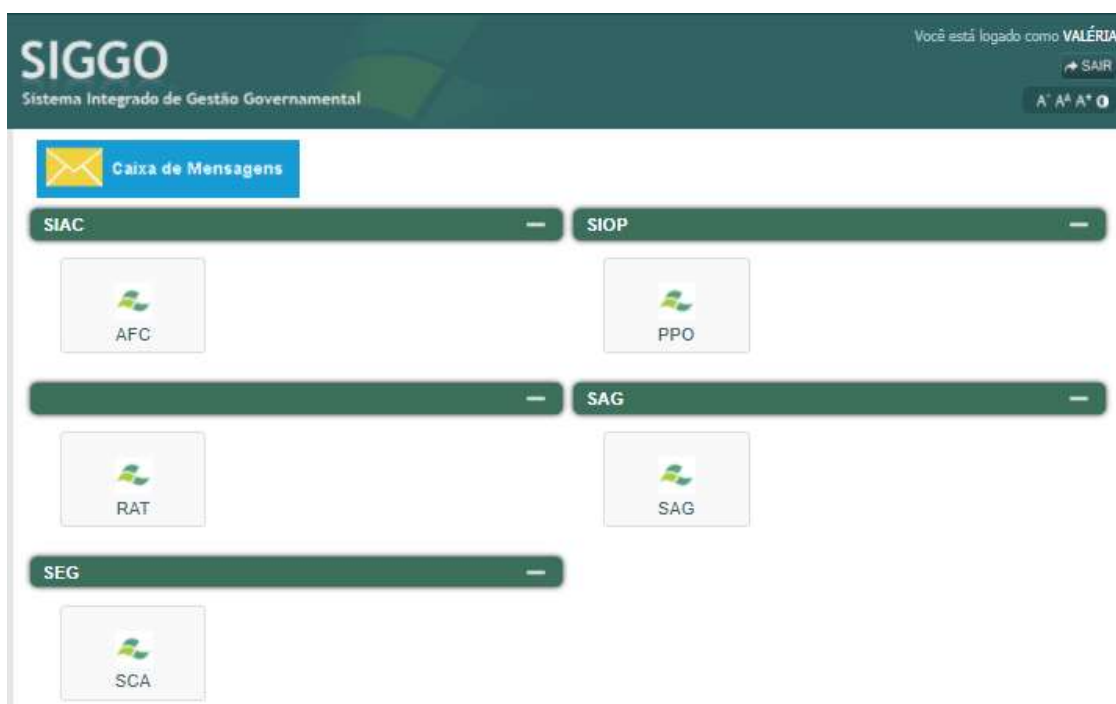 SIGGO
Sistema Integrado de Gestão Governamental
Você está logado como VALÉRIA
SAIR
A- AA A+
Caixa de Mensagens
SIAC
SIOP
AFC
PPO
SAG
RAT
SAG
SEG
SCA